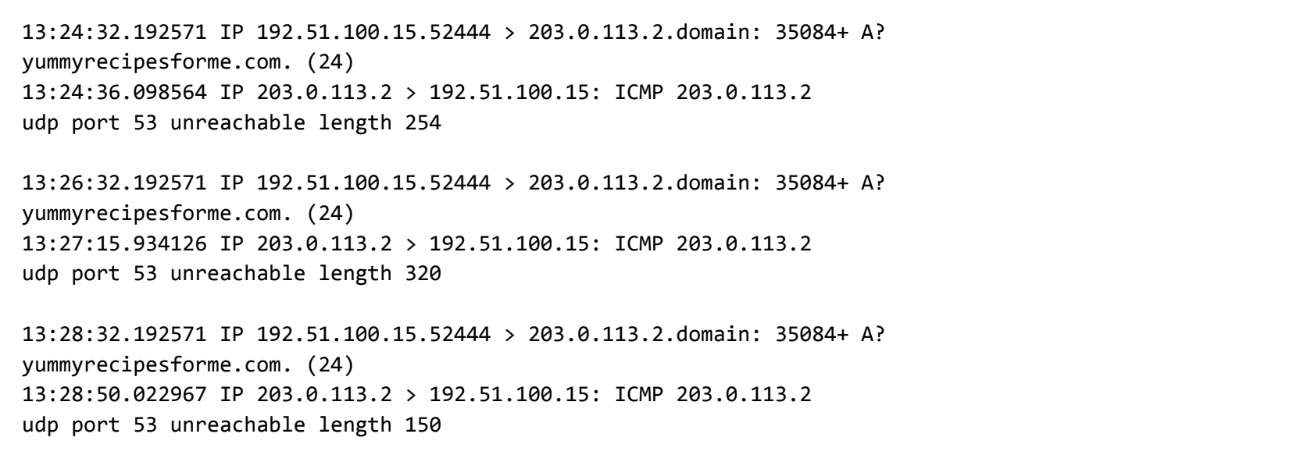 13:24:32.192571 IP 192.51.100.15.52444 > 203.0.113.2.domain: 35084+ A?
yummyrecipesforme.com. (24)
13:24:36.098564 IP 203.0.113.2 > 192.51.100.15: ICMP 203.0.113.2
udp port 53 unreachable length 254
13:26:32.192571 IP 192.51.100.15.52444 > 203.0.113.2.domain: 35084+ A?
yummyrecipesforme.com. (24)
13:27:15.934126 IP 203.0.113.2 > 192.51.100.15: ICMP 203.0.113.2
udp port 53 unreachable length 320
13:28:32.192571 IP 192.51.100.15.52444 > 203.0.113.2.domain: 35084+ A?
yummyrecipesforme.com. (24)
13:28:50.022967 IP 203.0.113.2 > 192.51.100.15: ICMP 203.0.113.2
udp port 53 unreachable length 150